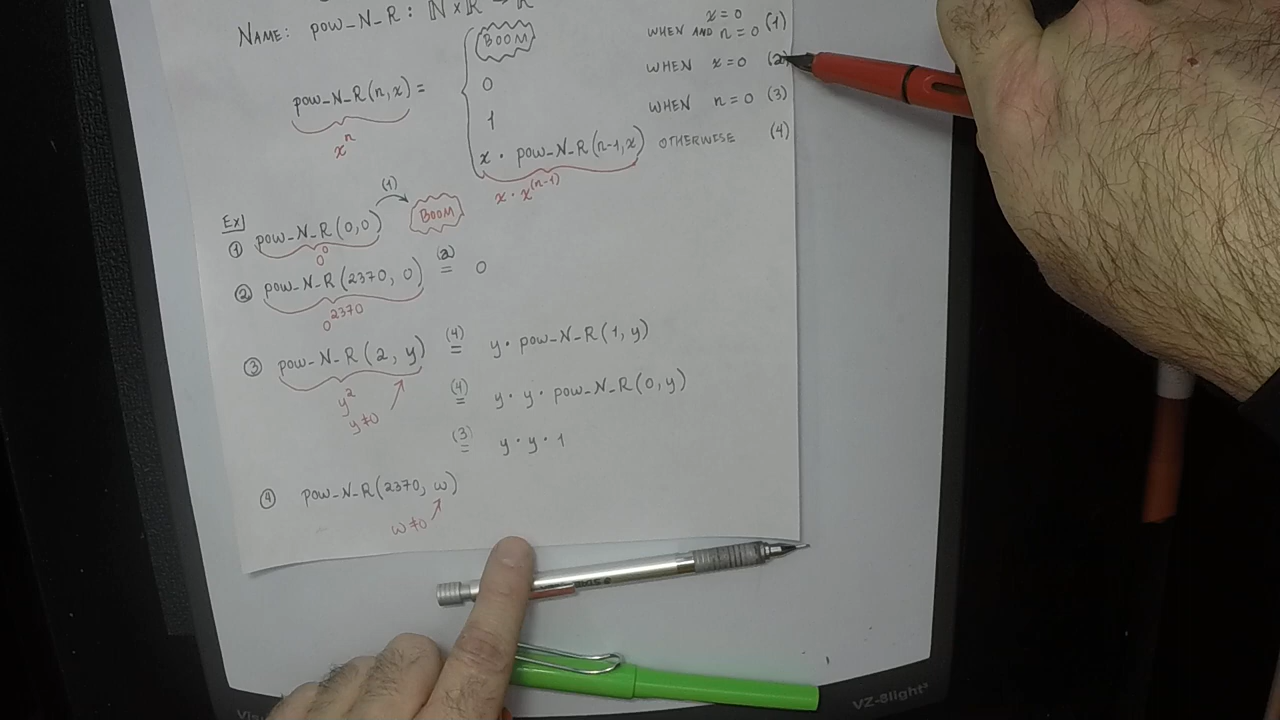 NAME: pow_N_R : N x R → R
pow_N_R(n,x) =
x^n
BOOM
WHEN x=0 AND n=0 (1)
0 WHEN x=0 (2)
1 WHEN n=0 (3)
x · pow_N_R(n-1,x) OTHERWISE (4)
x · x^(n-1)
Ex]
① pow_N_R(0,0) (1) → BOOM
0^0
② pow_N_R(2370, 0) (2) = 0
0^2370
③ pow_N_R(2, y) (4) = y · pow_N_R(1, y)
y^2
y≠0
(4) = y · y · pow_N_R(0, y)
(3) = y · y · 1
④ pow_N_R(2370, w)
w≠0
VZ-8light³